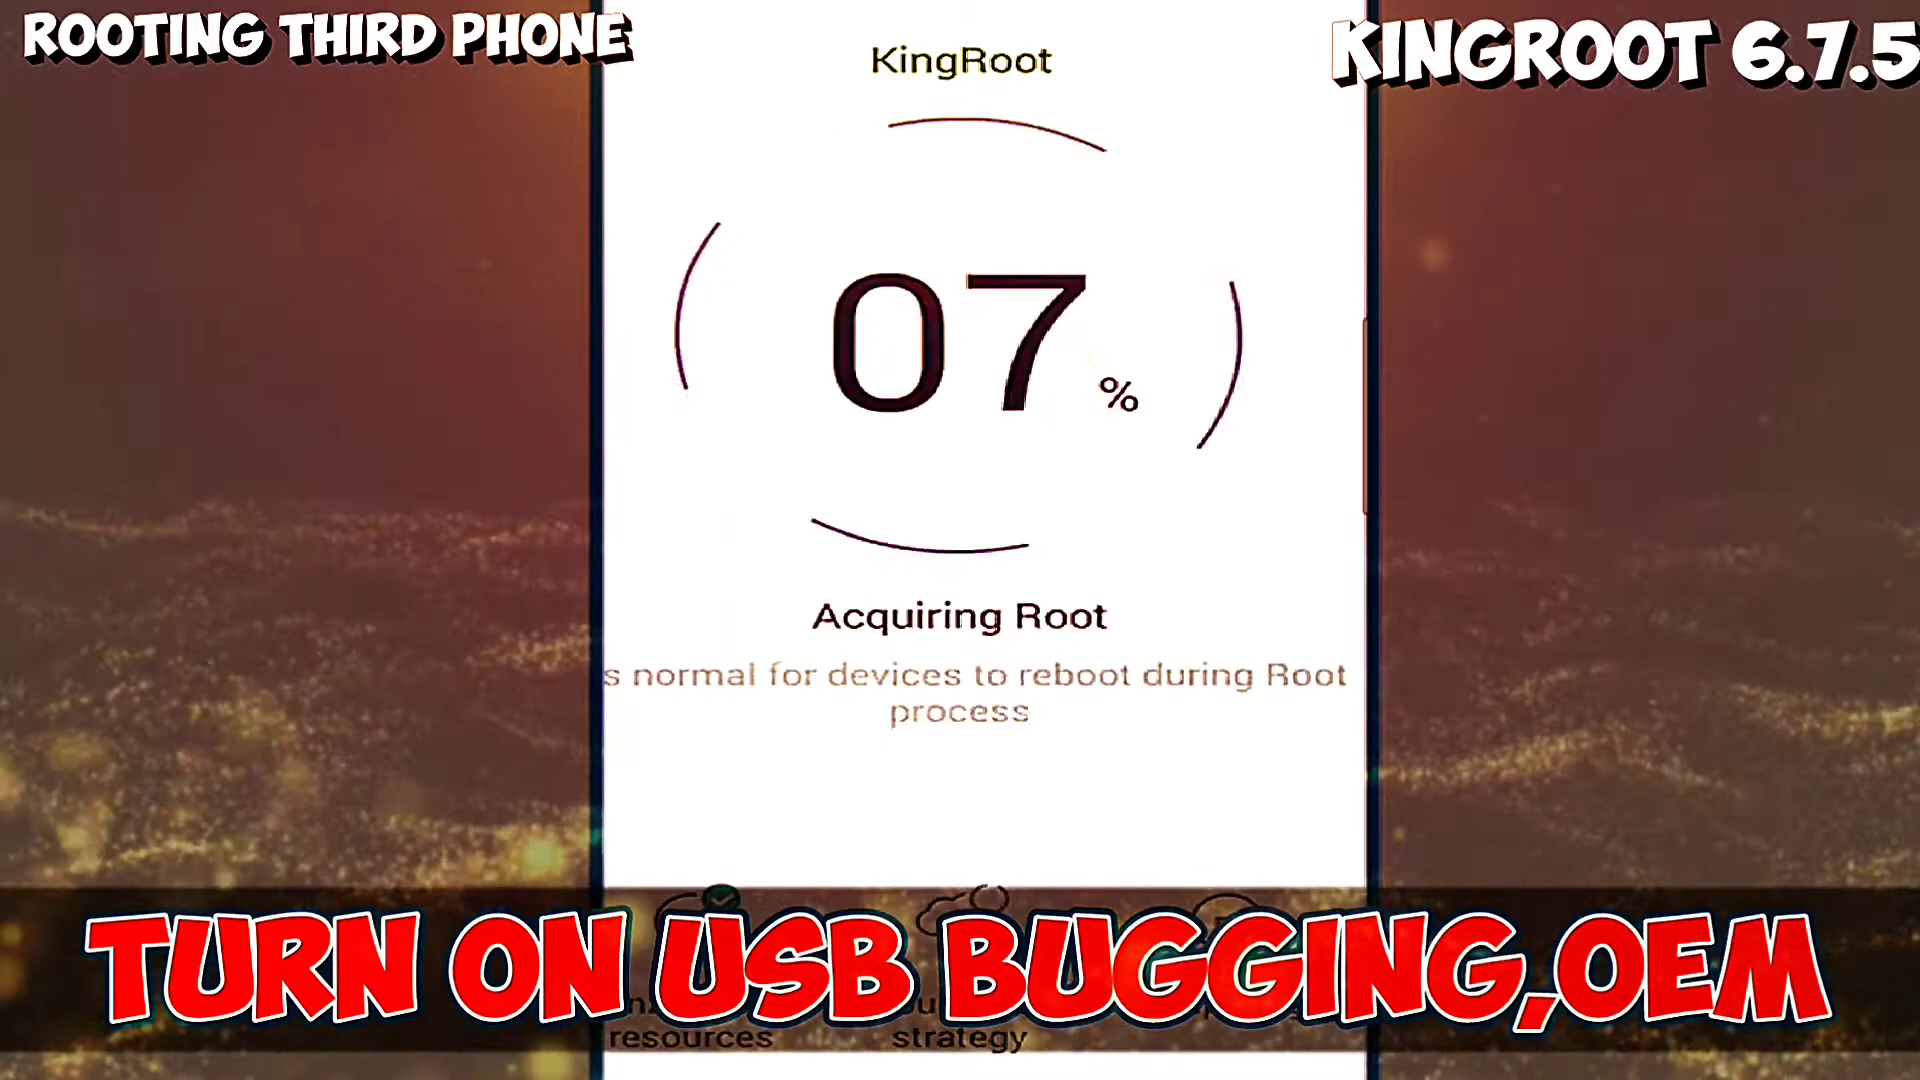 ROOTING THIRD PHONE
KINGROOT 6.7.5
KingRoot
07%
Acquiring Root
s normal for devices to reboot during Root
process
TURN ON USB BUGGING,OEM
resources
strategy